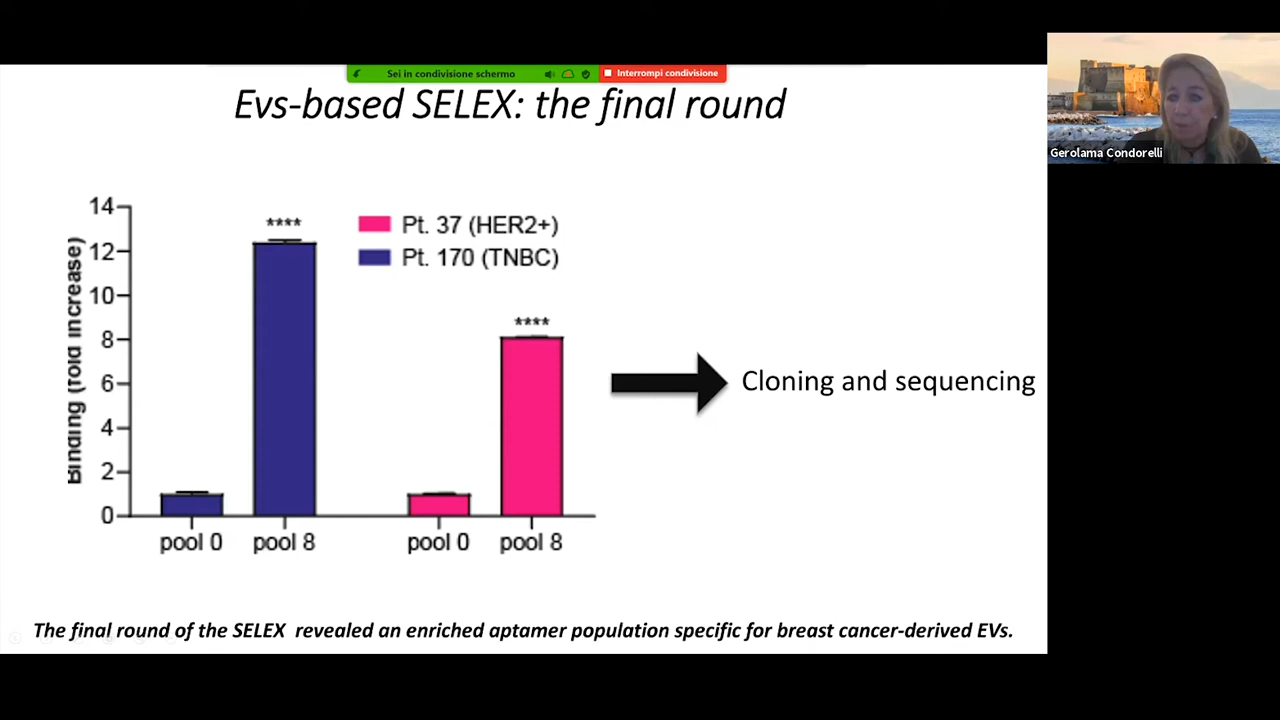 Sei in condivisione schermo
Interrompi condivisione
Evs-based SELEX: the final round
Gerolama Condorelli
14
12
10
8
6
4
2
0
Binding (fold increase)
****
****
Pt. 37 (HER2+)
Pt. 170 (TNBC)
pool 0
pool 8
pool 0
pool 8
Cloning and sequencing
The final round of the SELEX revealed an enriched aptamer population specific for breast cancer-derived EVs.